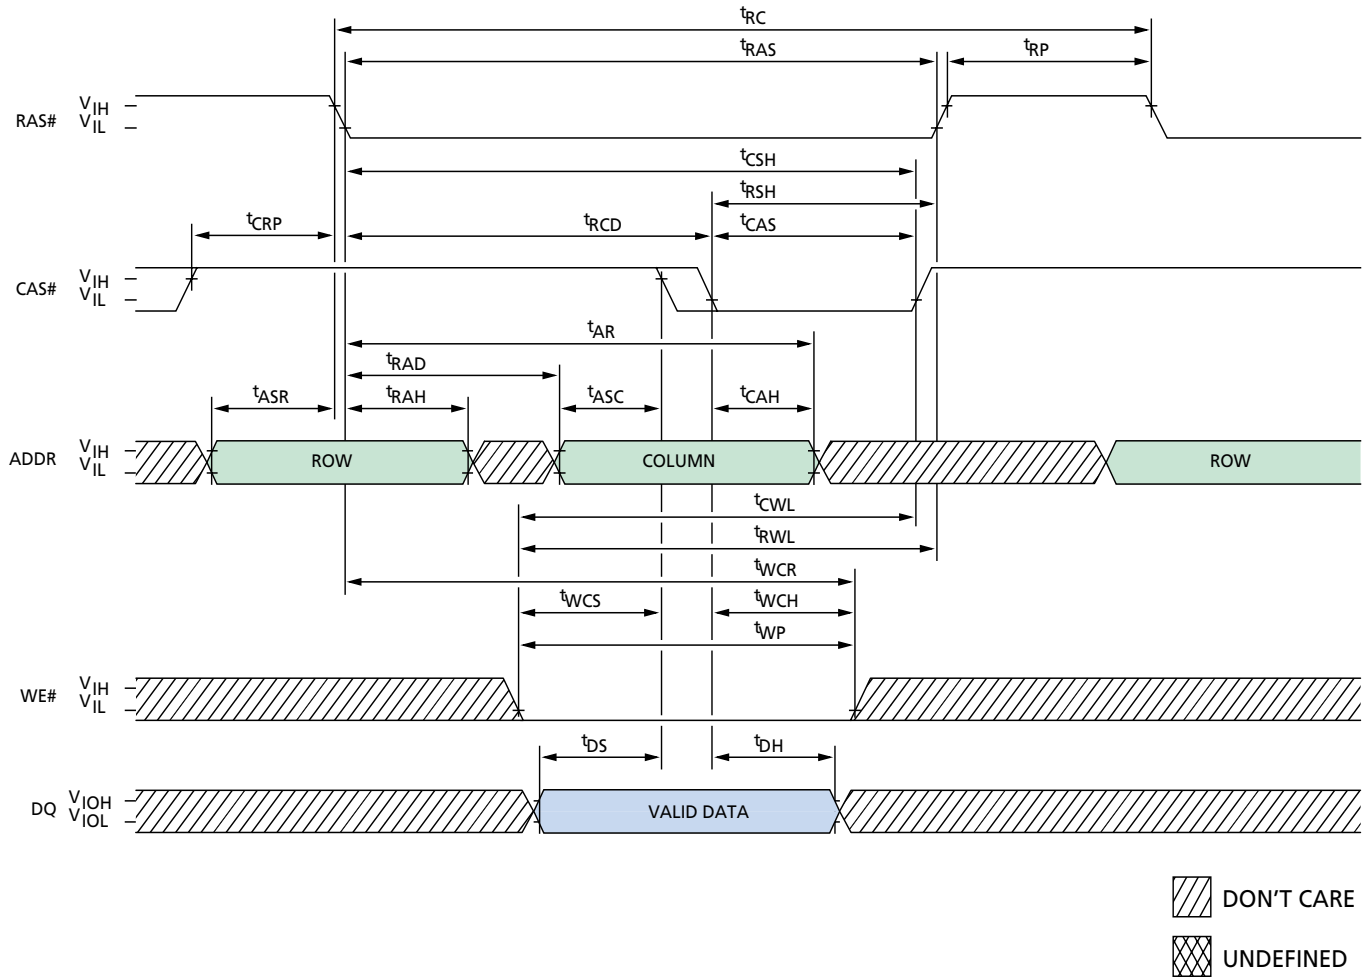 tRC
tRAS
tRP
RAS#
VIH
VIL
tCSH
tRSH
tCRP
tRCD
tCAS
CAS#
VIH
VIL
tAR
tRAD
tASR
tRAH
tASC
tCAH
ADDR
VIH
VIL
ROW
COLUMN
ROW
tCWL
tRWL
tWCR
tWCS
tWCH
tWP
WE#
VIH
VIL
tDS
tDH
DQ
VIOH
VIOL
VALID DATA
DON'T CARE
UNDEFINED